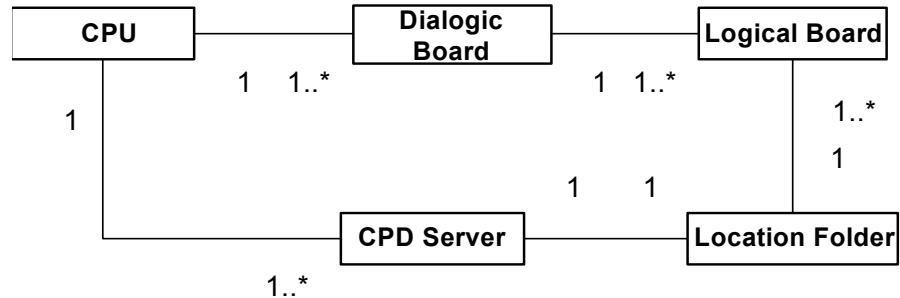 CPU
Dialogic
Board
Logical Board
1 1..*
1 1..*
1
1..*
1
1 1
CPD Server
Location Folder
1..*